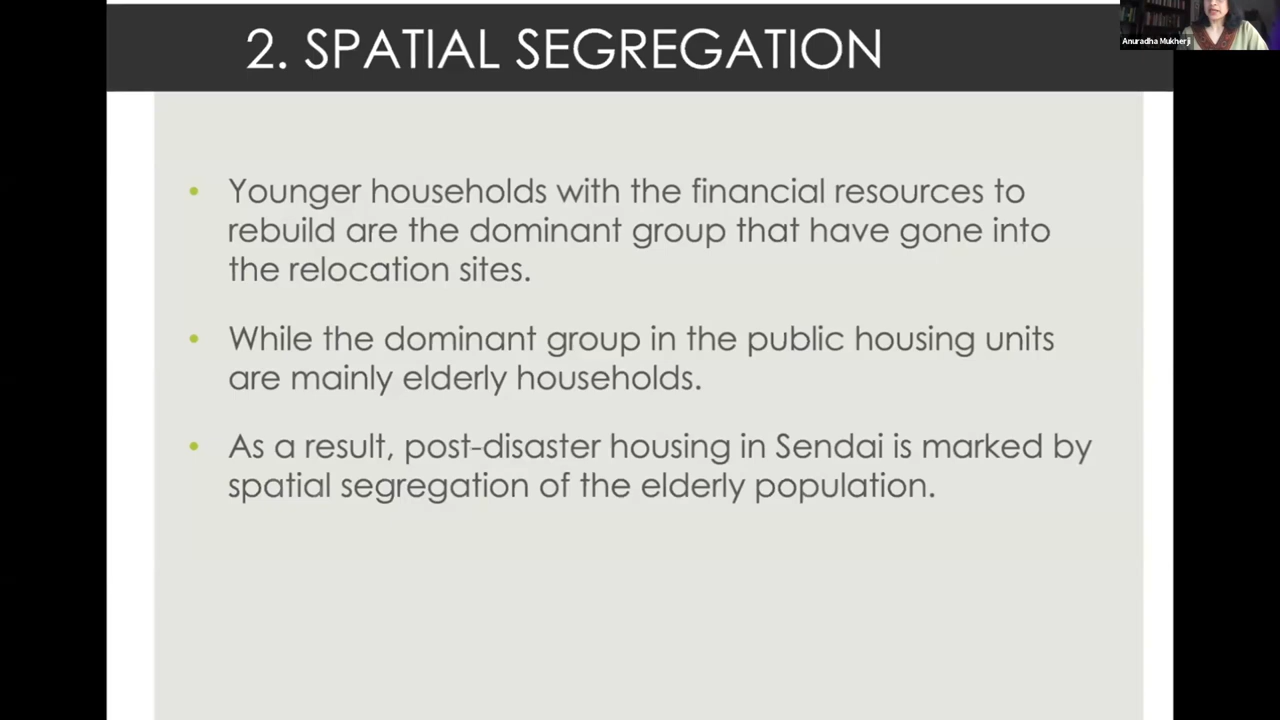 2. SPATIAL SEGREGATION
Anuradha Mukherji
• Younger households with the financial resources to
rebuild are the dominant group that have gone into
the relocation sites.
• While the dominant group in the public housing units
are mainly elderly households.
• As a result, post-disaster housing in Sendai is marked by
spatial segregation of the elderly population.